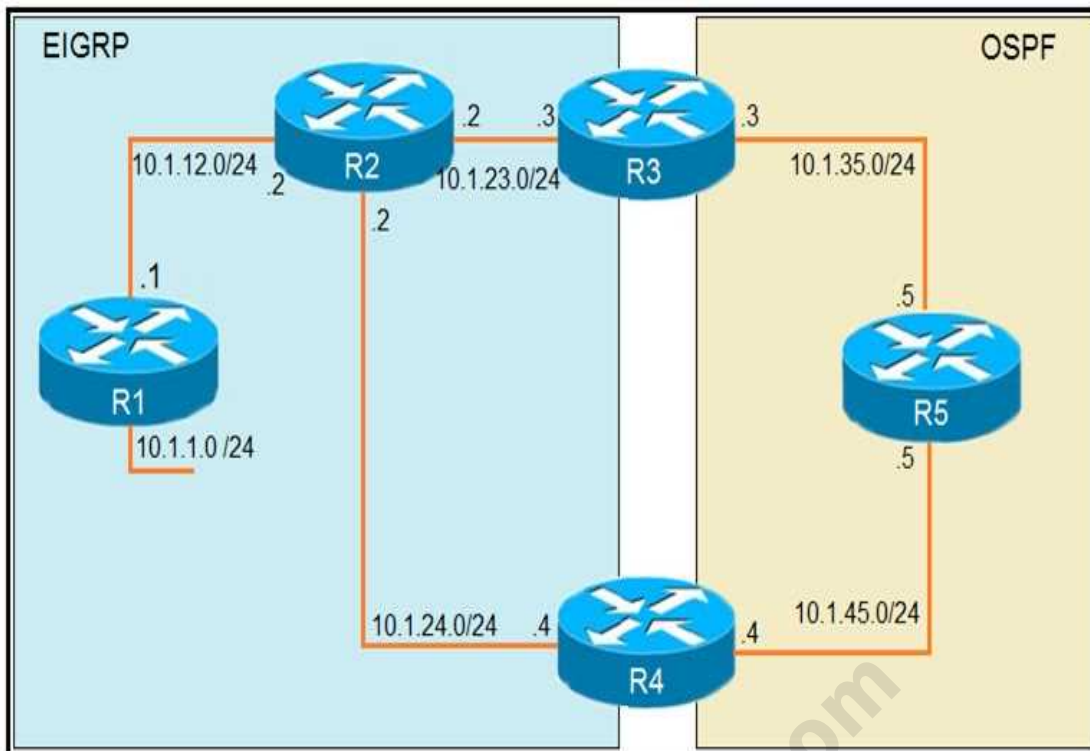 EIGRP
OSPF
.2
.3
.3
10.1.12.0/24
R2
R3
10.1.35.0/24
.2
10.1.23.0/24
.2
.1
.5
R1
R5
10.1.1.0 /24
.5
10.1.24.0/24
.4
10.1.45.0/24
.4
R4